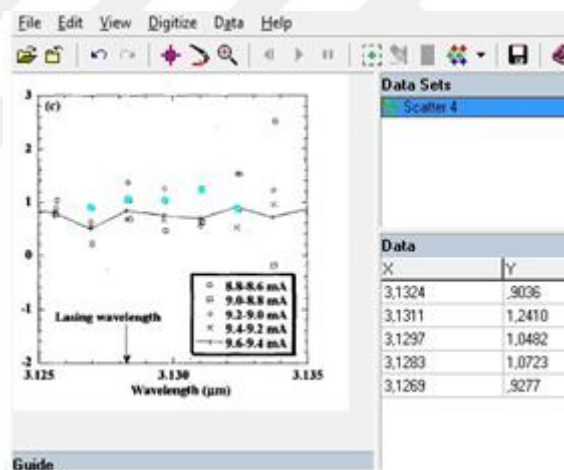 File Edit View Digitize Data Help
Data Sets
Scatter 4
3
(c)
2
1
0
-1
-2
8.8-8.6 mA
9.0-8.8 mA
9.2-9.0 mA
9.4-9.2 mA
9.6-9.4 mA
Lasing wavelength
3.125 3.130 3.135
Wavelength (μm)
Data
X Y
3,1324 ,9036
3,1311 1,2410
3,1297 1,0482
3,1283 1,0723
3,1269 ,9277
Guide